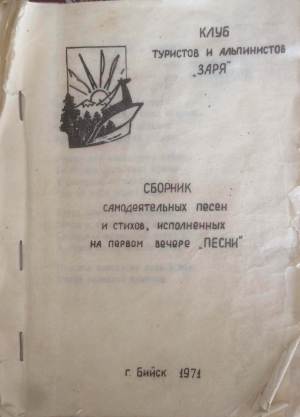 КЛУБ
ТУРИСТОВ И АЛЬПИНИСТОВ
„ЗАРЯ"
СБОРНИК
САМОДЕЯТЕЛЬНЫХ ПЕСЕН
И СТИХОВ, ИСПОЛНЕННЫХ
НА ПЕРВОМ ВЕЧЕРЕ „ПЕСНИ"
г. БИЙСК 1971